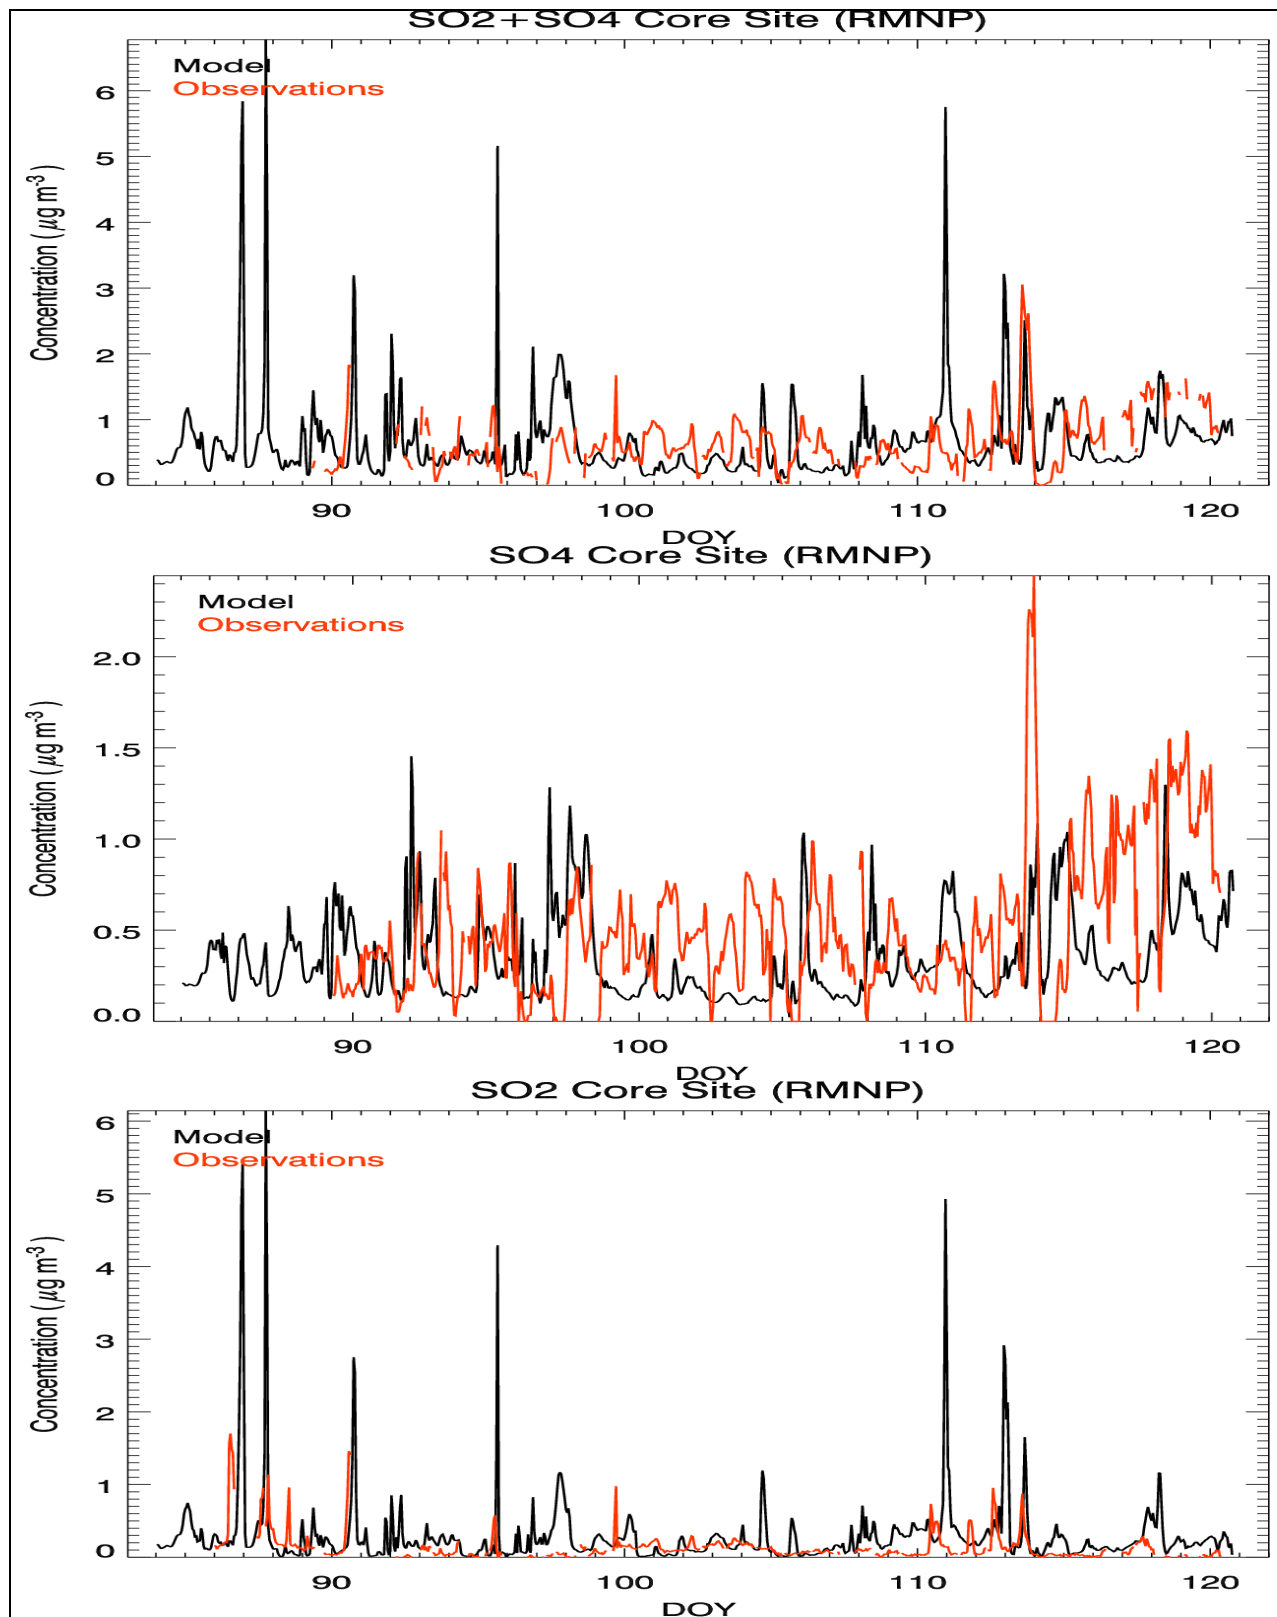 SO2+SO4 Core Site (RMNP)
Model
Observations
6
5
4
3
2
1
0
Concentration (μg m-3)
90 100 110 120
DOY
SO4 Core Site (RMNP)
Model
Observations
2.0
1.5
1.0
0.5
0.0
Concentration (μg m-3)
90 100 110 120
DOY
SO2 Core Site (RMNP)
Model
Observations
6
5
4
3
2
1
0
Concentration (μg m-3)
90 100 110 120
DOY